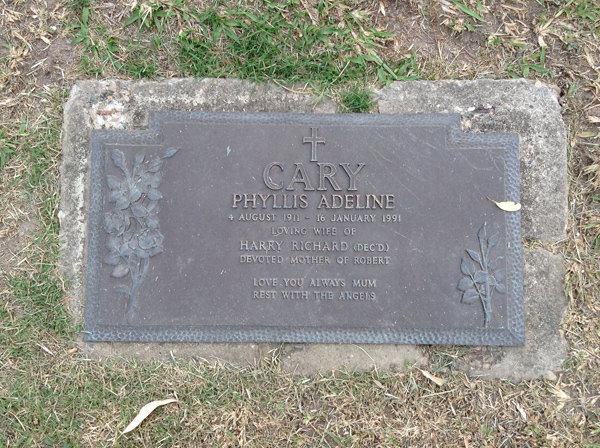 CARY
PHYLLIS ADELINE
4 AUGUST 1911 - 16 JANUARY 1991
LOVING WIFE OF
HARRY RICHARD (DEC'D.)
DEVOTED MOTHER OF ROBERT
LOVE YOU ALWAYS MUM
REST WITH THE ANGELS